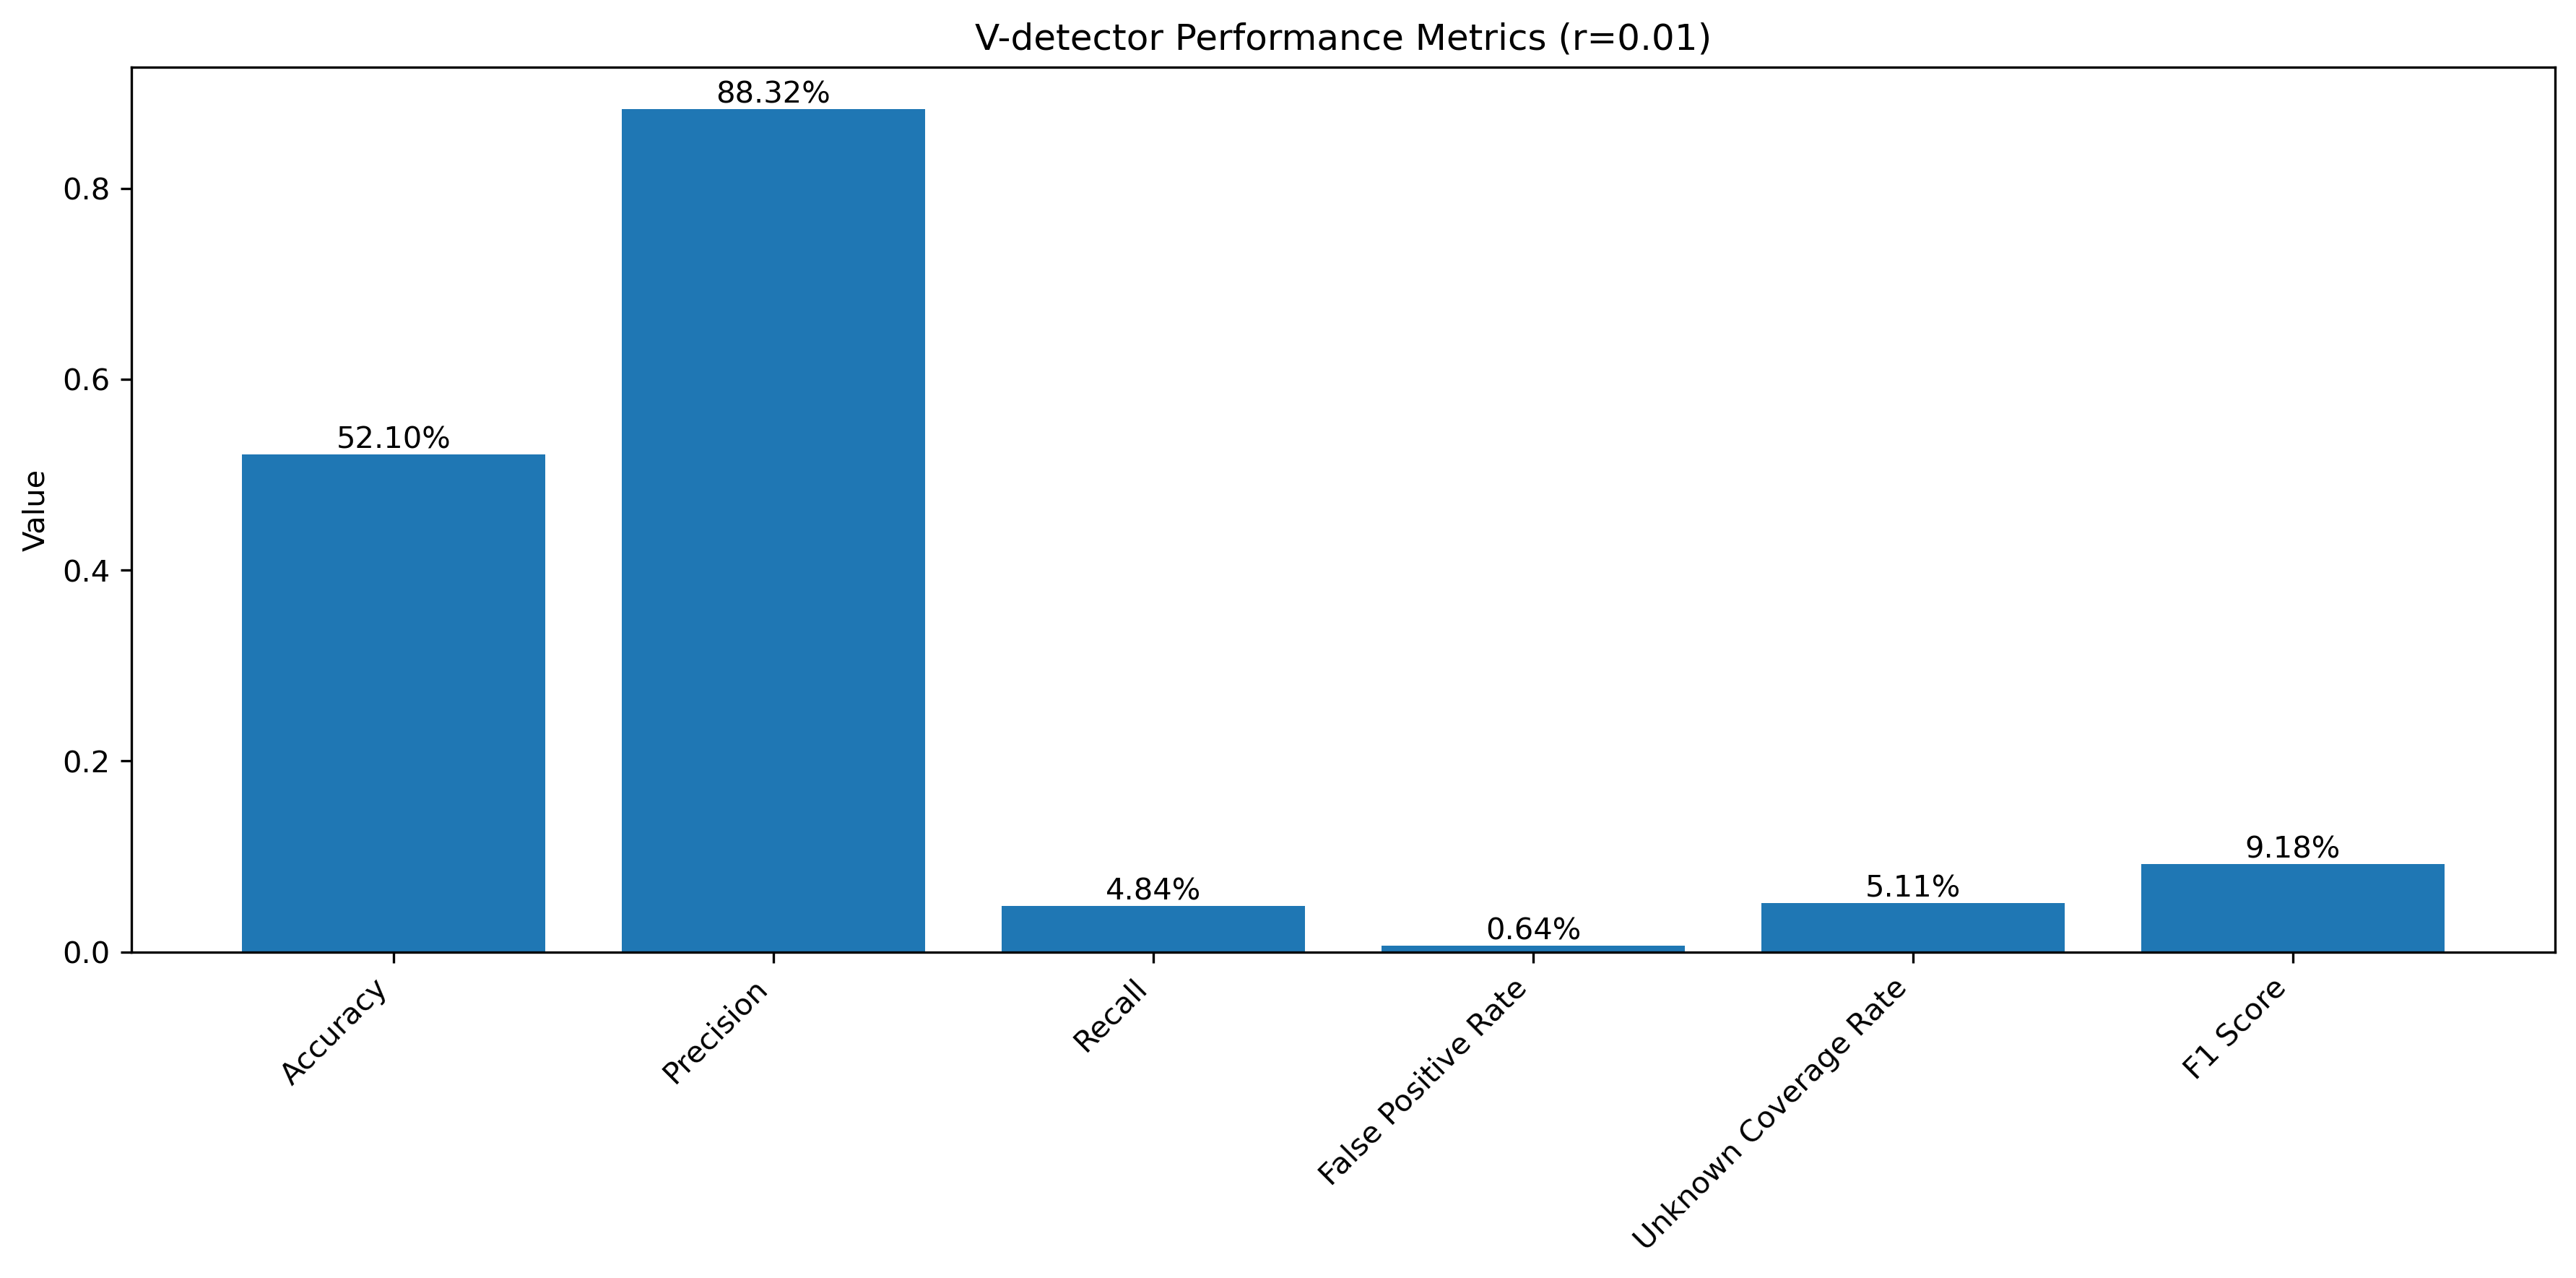 V-detector Performance Metrics (r=0.01)
88.32%
0.8
0.6
52.10%
Value
0.4
0.2
9.18%
4.84%
5.11%
0.64%
0.0
Accuracy
Precision
Recall
False Positive Rate
Unknown Coverage Rate
F1 Score